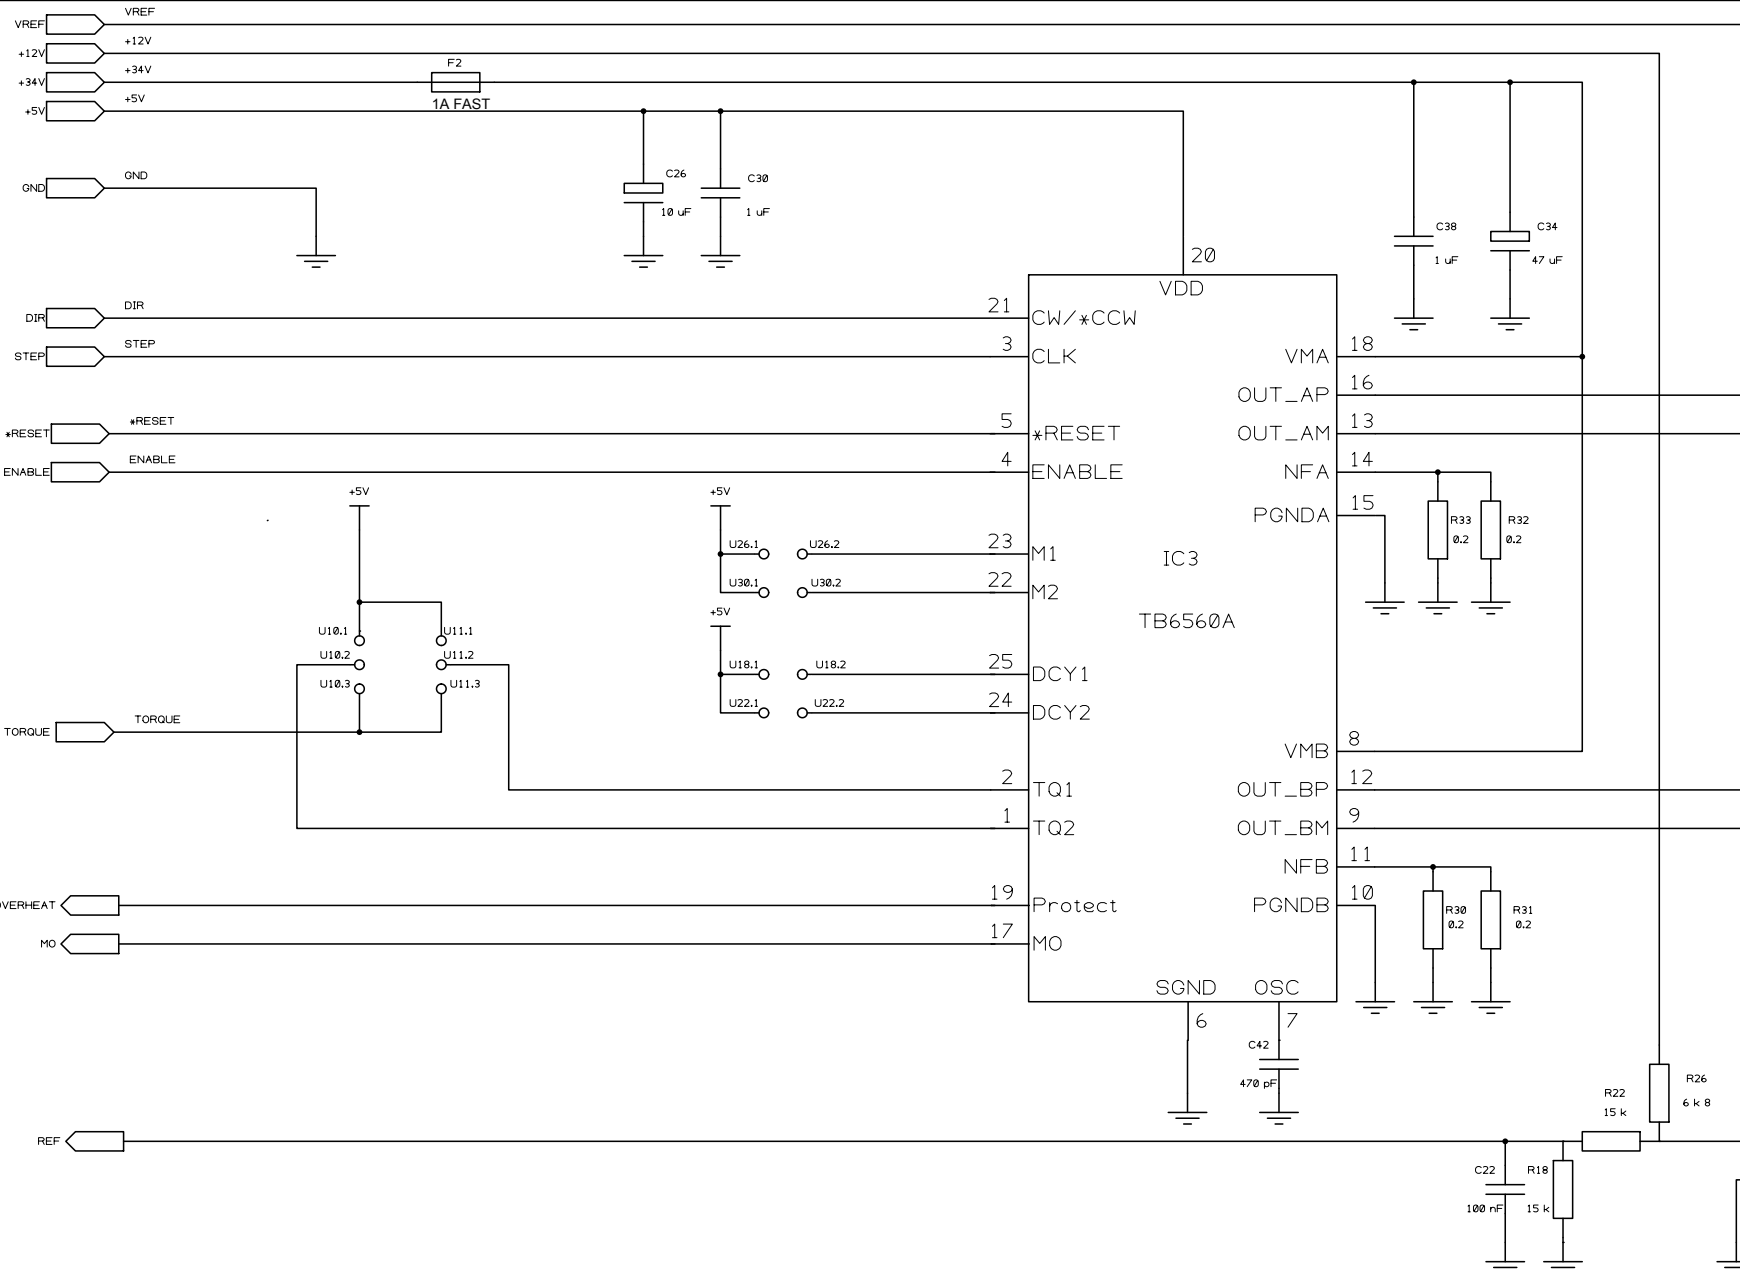 VREF VREF
+12V +12V
+34V +34V
F2
1A FAST
+5V +5V
GND GND
C26
10 uF
C30
1 uF
C38
1 uF
C34
47 uF
20
VDD
DIR DIR 21 CW/*CCW
STEP STEP 3 CLK
VMA 18
OUT_AP 16
*RESET *RESET 5 *RESET
OUT_AM 13
ENABLE ENABLE 4 ENABLE
NFA 14
PGNDA 15
R33
0.2
R32
0.2
+5V
+5V
U26.1 U26.2 23 M1
U30.1 U30.2 22 M2
IC3
TB6560A
+5V
U10.1 U11.1
U10.2 U11.2
U10.3 U11.3
U18.1 U18.2 25 DCY1
U22.1 U22.2 24 DCY2
TORQUE TORQUE
VMB 8
2 TQ1
OUT_BP 12
1 TQ2
OUT_BM 9
NFB 11
PGNDB 10
R30
0.2
R31
0.2
OVERHEAT 19 Protect
MO 17 MO
SGND OSC
6 7
C42
470 pF
R22
15 k
R26
6 k 8
REF
C22
100 nF
R18
15 k